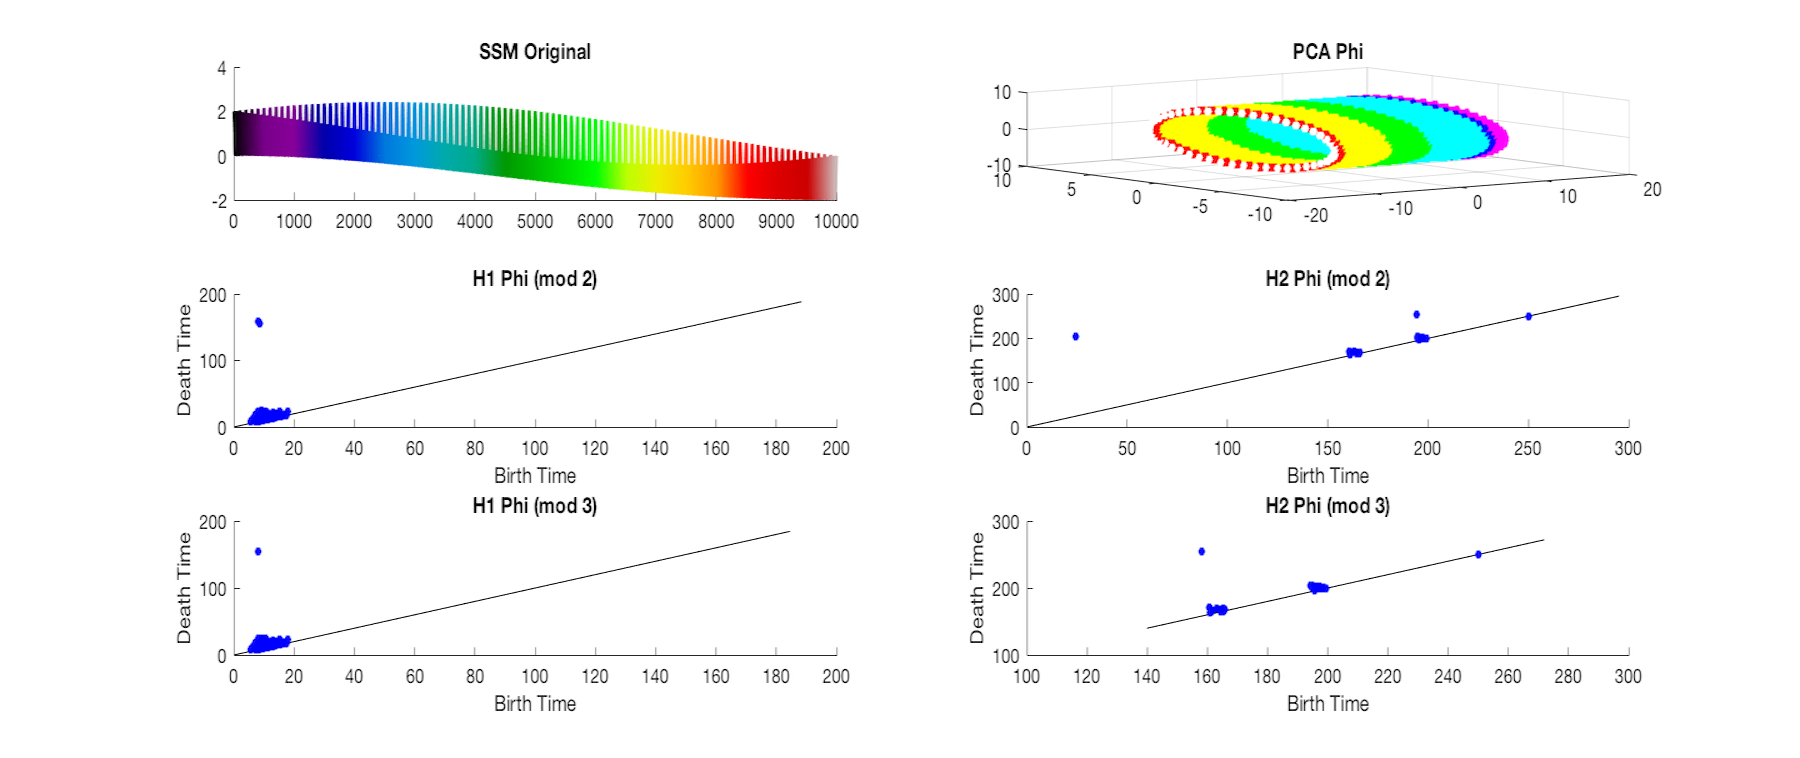 SSM Original
4
2
0
-2
0 1000 2000 3000 4000 5000 6000 7000 8000 9000 10000
PCA Phi
10
0
-10
10 5 0 -5 -10
-20 -10 0 10 20
H1 Phi (mod 2)
Death Time
200
100
0
0 20 40 60 80 100 120 140 160 180 200
Birth Time
H2 Phi (mod 2)
Death Time
300
200
100
0
0 50 100 150 200 250 300
Birth Time
H1 Phi (mod 3)
Death Time
200
100
0
0 20 40 60 80 100 120 140 160 180 200
Birth Time
H2 Phi (mod 3)
Death Time
300
200
100
100 120 140 160 180 200 220 240 260 280 300
Birth Time